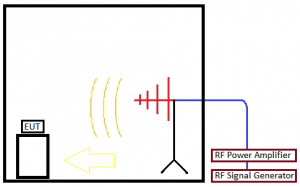 EUT
RF Power Amplifier
RF Signal Generator